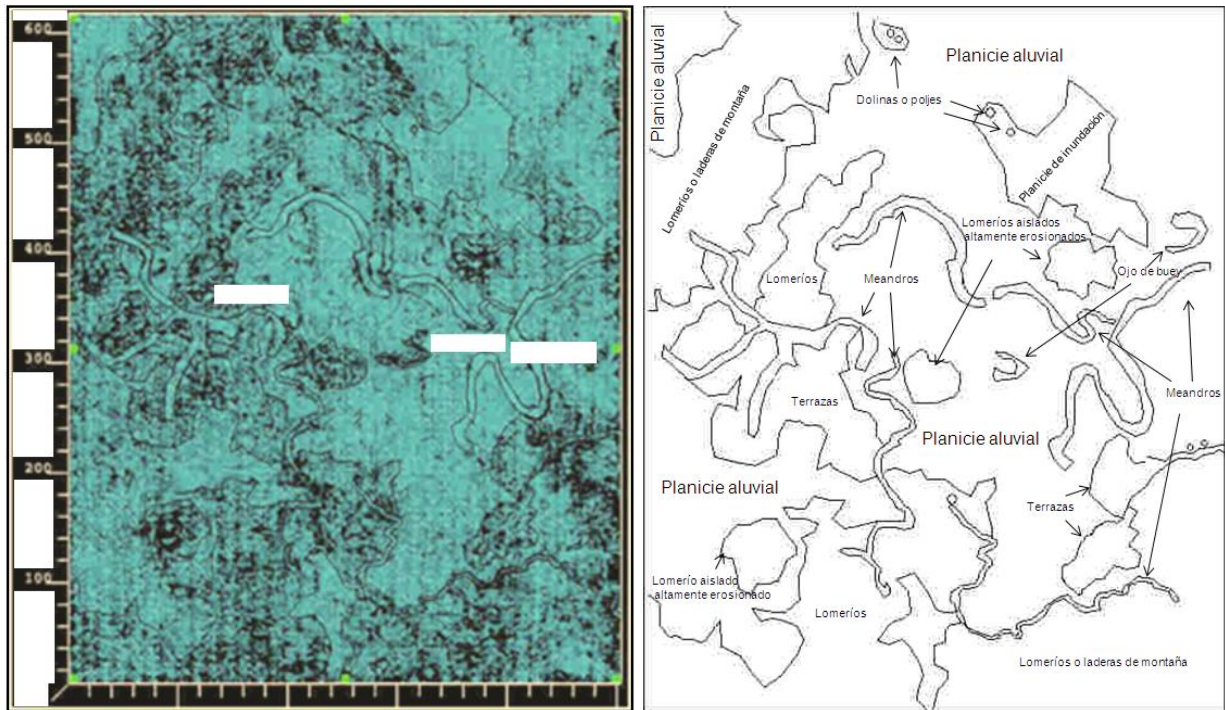 600
500
400
300
200
100
Planicie aluvial
Lomeríos o laderas de montaña
Planicie aluvial
Dolinas o poljes
Planicie de inundación
Lomeríos aislados
altamente erosionados
Lomeríos
Meandros
Ojo de buey
Terrazas
Meandros
Planicie aluvial
Planicie aluvial
Terrazas
Lomerío aislado
altamente erosionado
Lomeríos
Lomeríos o laderas de montaña